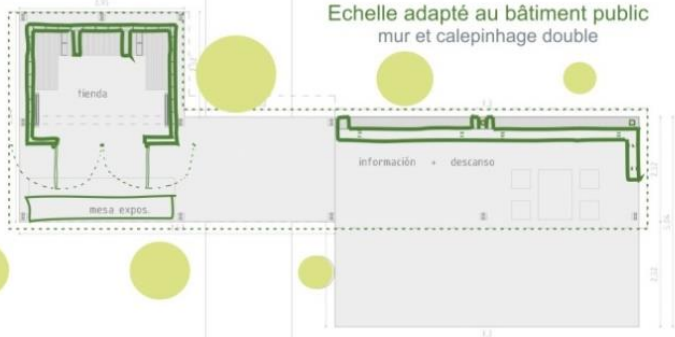 Echelle adapté au bâtiment public
mur et calepinhage double
tienda
información + descanso
mesa expos.